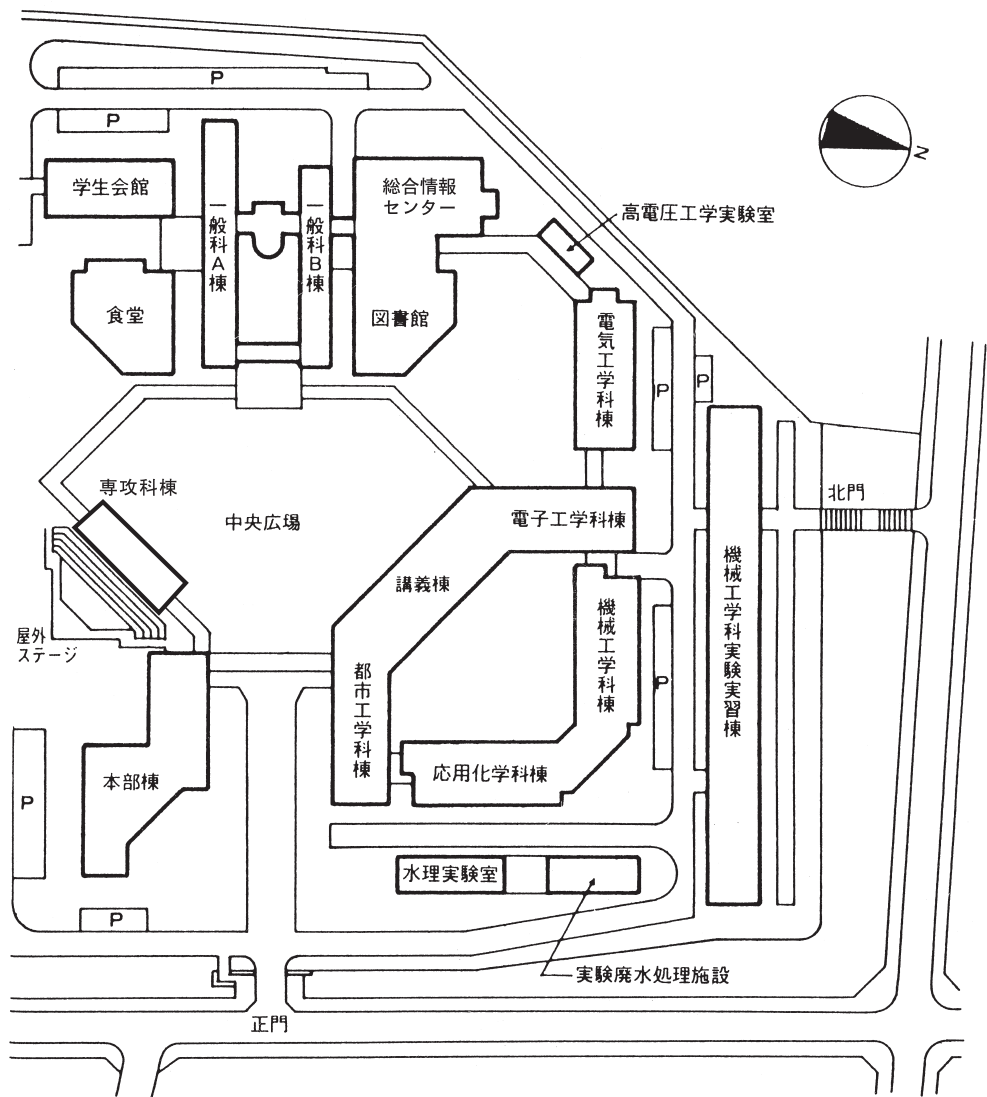 P
P
学生会館
一般科A棟
一般科B棟
総合情報
センター
高電圧工学実験室
N
食堂
図書館
電気工学科棟
P
P
専攻科棟
中央広場
電子工学科棟
北門
講義棟
機械工学科棟
機械工学科実験実習棟
屋外
ステージ
都市工学科棟
P
本部棟
応用化学科棟
P
水理実験室
P
実験廃水処理施設
正門